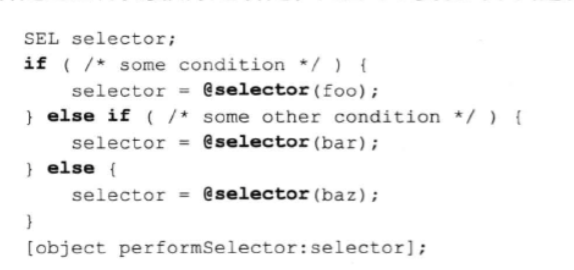 SEL selector;
if ( /* some condition */ ) {
    selector = @selector(foo);
} else if ( /* some other condition */ ) {
    selector = @selector(bar);
} else {
    selector = @selector(baz);
}
[object performSelector:selector];